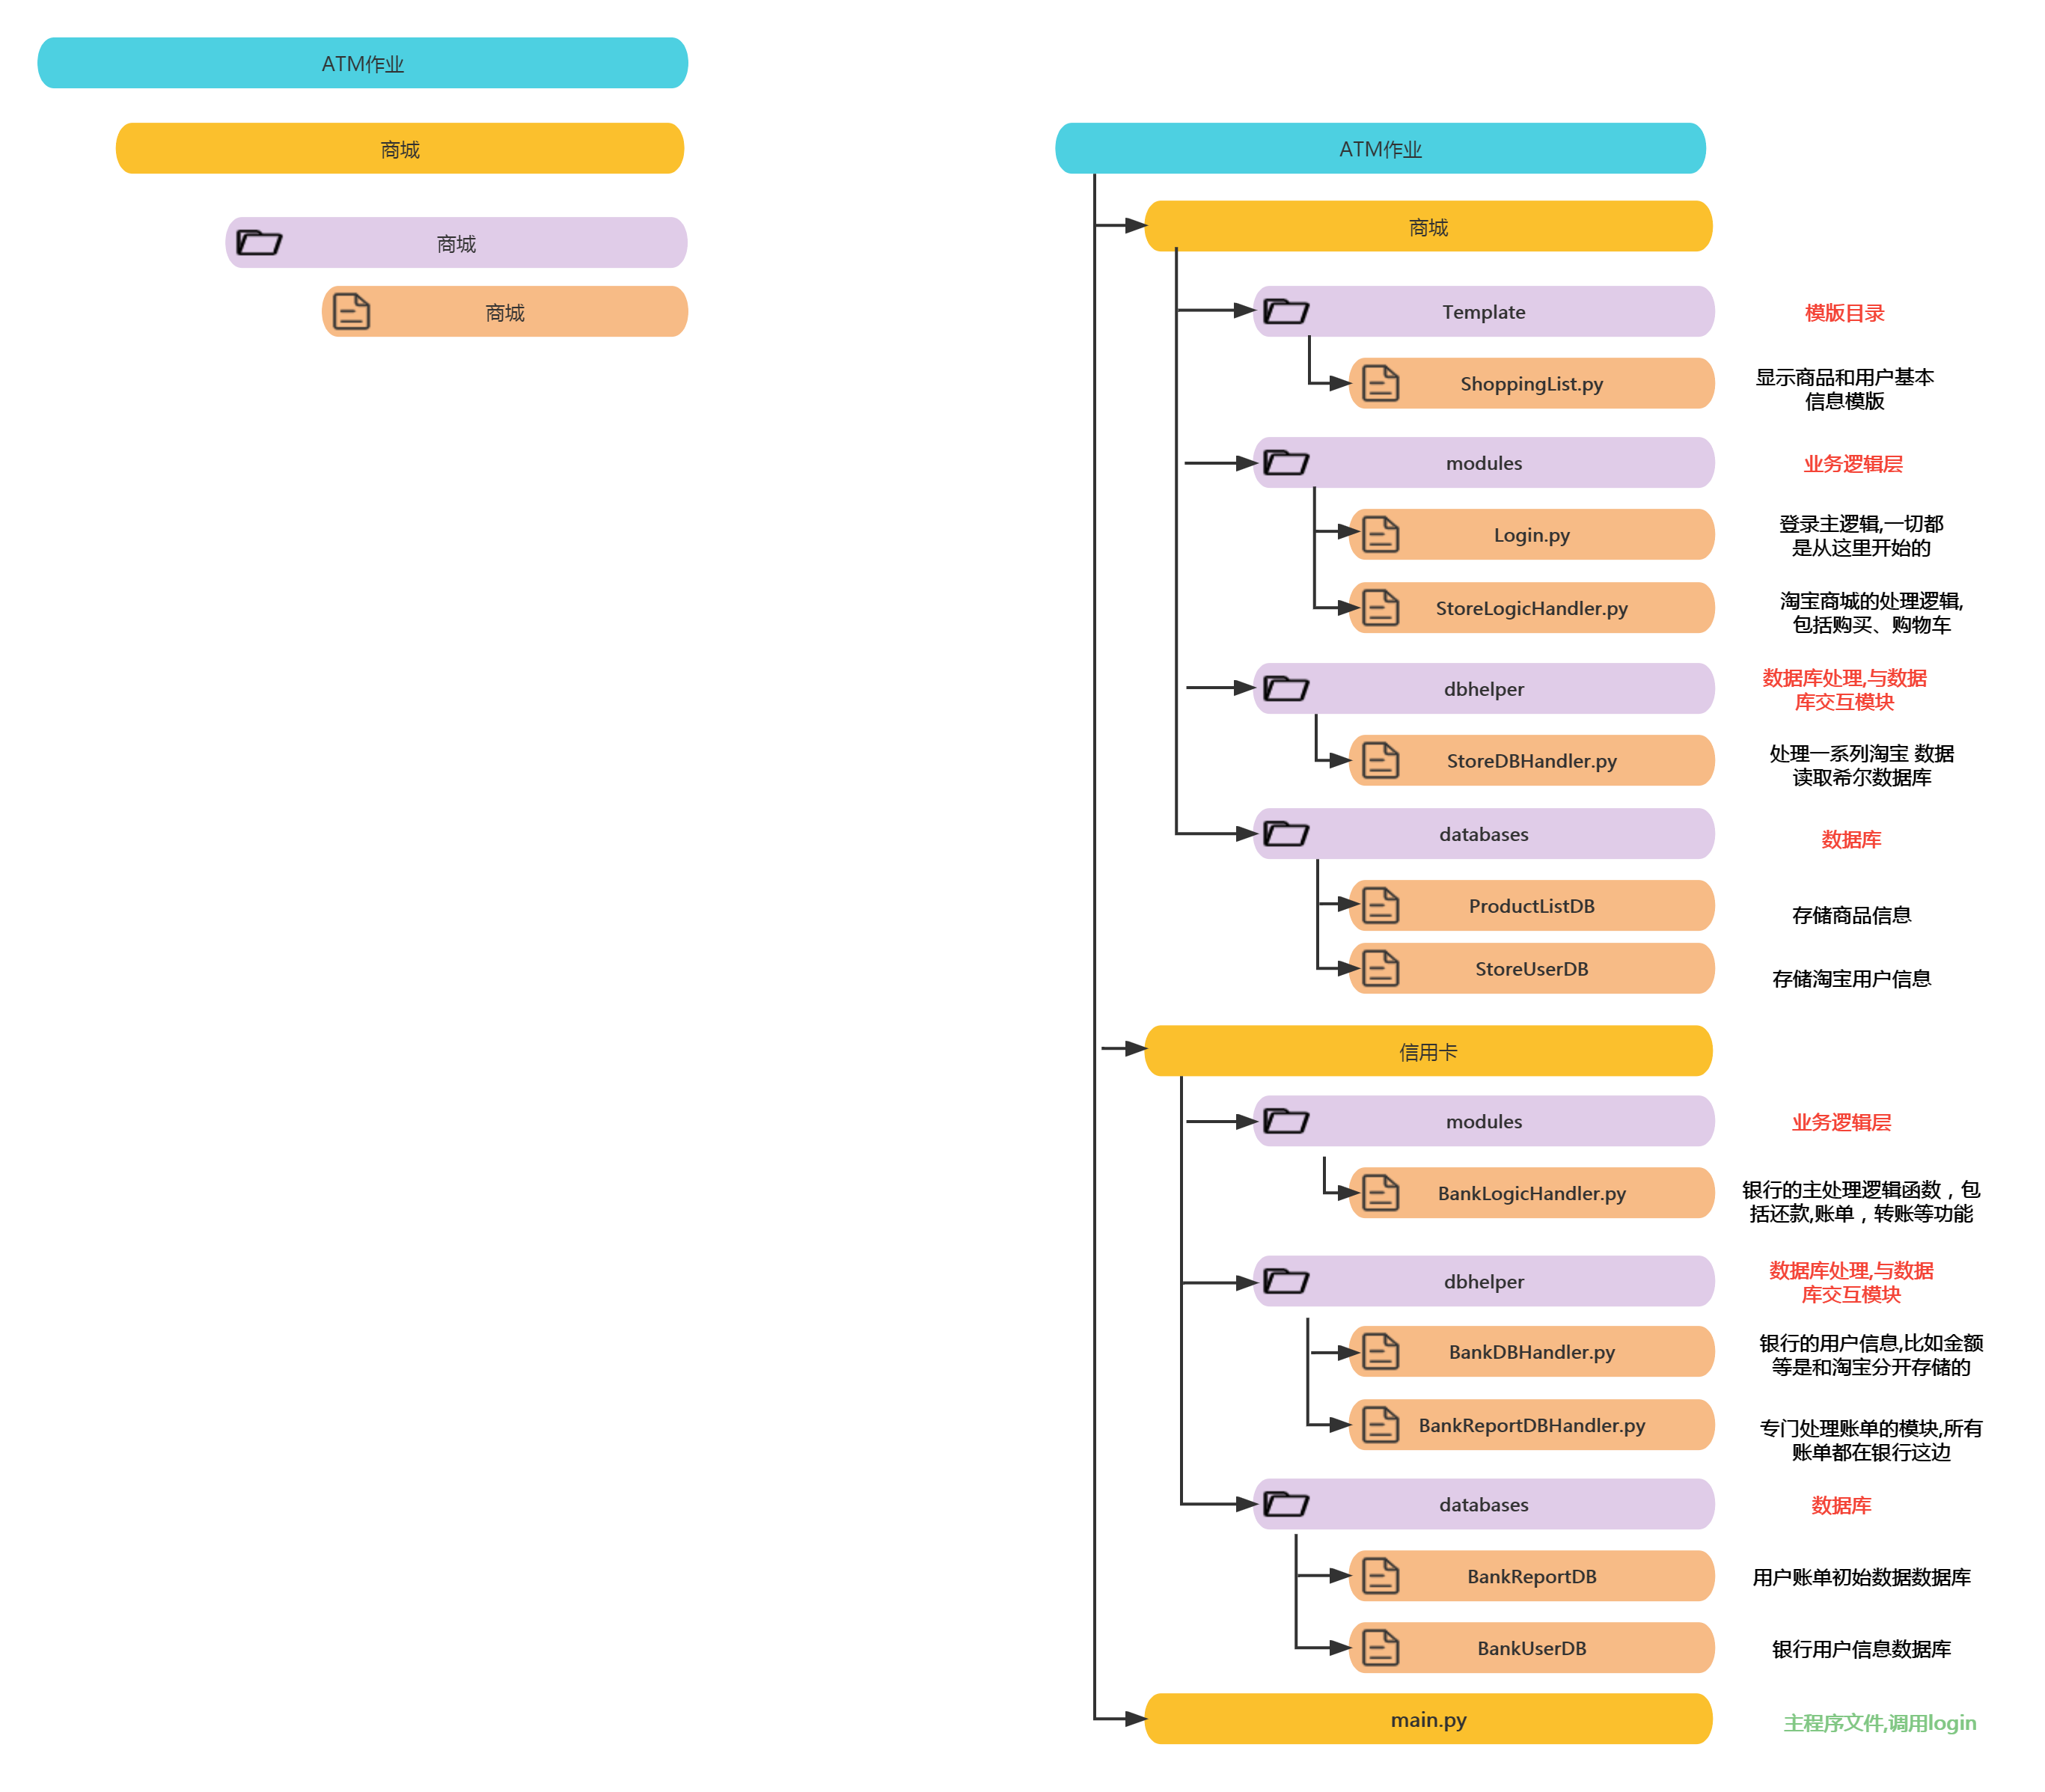 ATM作业
商城
商城
商城
ATM作业
商城
Template
模版目录
ShoppingList.py
显示商品和用户基本
信息模版
modules
业务逻辑层
Login.py
登录主逻辑,一切都
是从这里开始的
StoreLogicHandler.py
淘宝商城的处理逻辑,
包括购买、购物车
dbhelper
数据库处理,与数据
库交互模块
StoreDBHandler.py
处理一系列淘宝 数据
读取希尔数据库
databases
数据库
ProductListDB
存储商品信息
StoreUserDB
存储淘宝用户信息
信用卡
modules
业务逻辑层
BankLogicHandler.py
银行的主处理逻辑函数，包
括还款,账单，转账等功能
dbhelper
数据库处理,与数据
库交互模块
BankDBHandler.py
银行的用户信息,比如金额
等是和淘宝分开存储的
BankReportDBHandler.py
专门处理账单的模块,所有
账单都在银行这边
databases
数据库
BankReportDB
用户账单初始数据数据库
BankUserDB
银行用户信息数据库
main.py
主程序文件,调用login